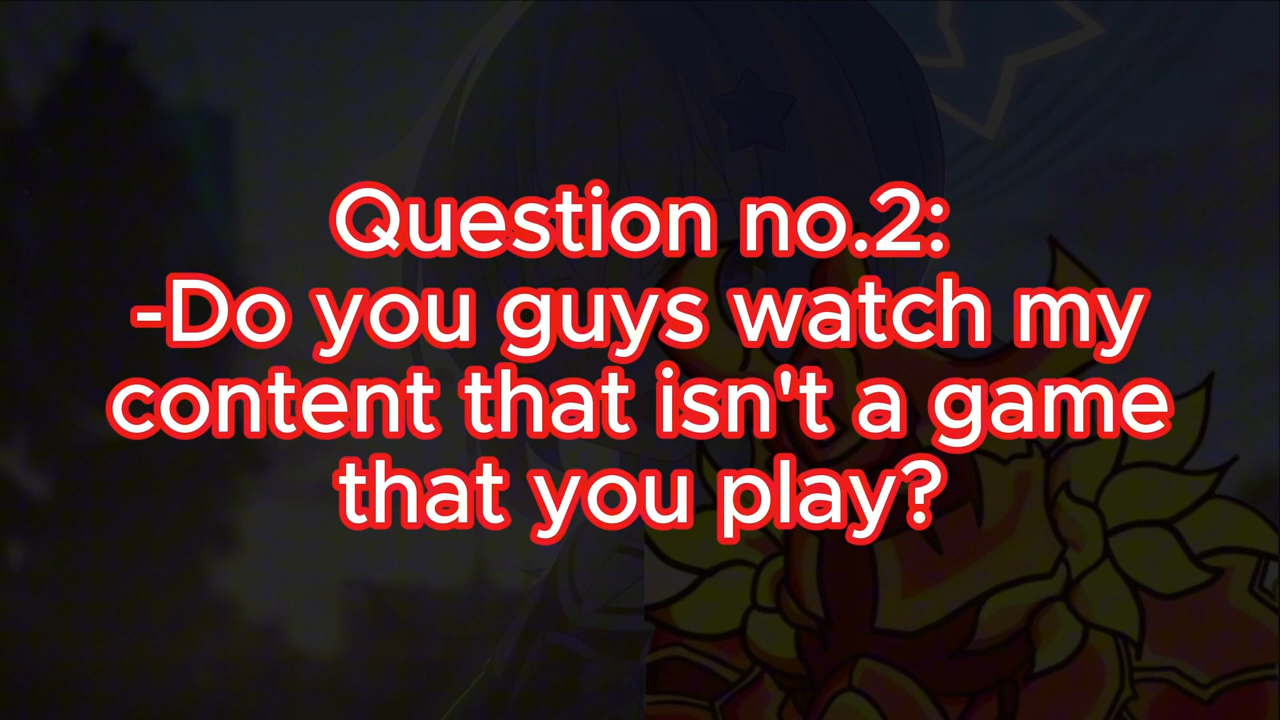 Question no.2:
-Do you guys watch my
content that isn't a game
that you play?